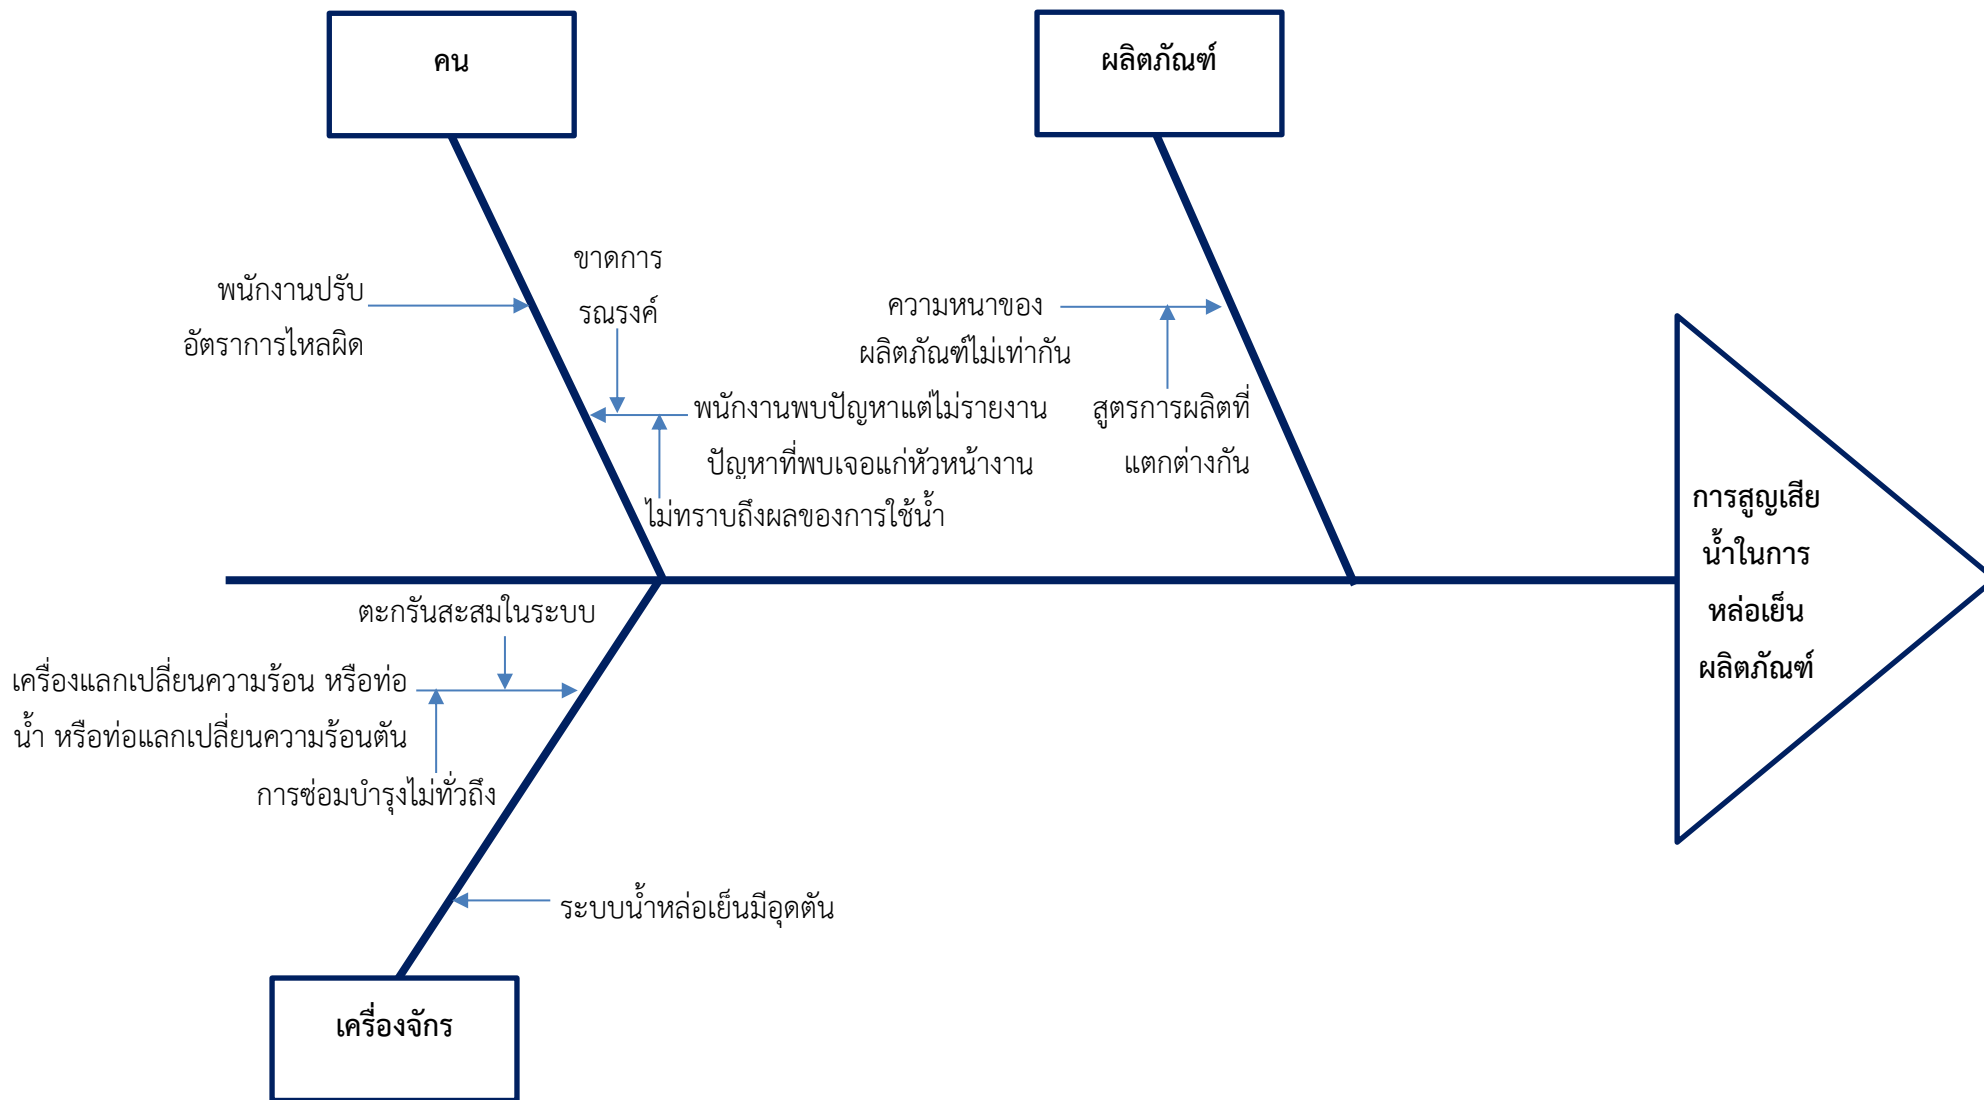 คน
ผลิตภัณฑ์
พนักงานปรับ
อัตราการไหลผิด
ขาดการ
รณรงค์
พนักงานพบปัญหาแต่ไม่รายงาน
ปัญหาที่พบเจอแก่หัวหน้างาน
ไม่ทราบถึงผลของการใช้น้ำ
ความหนาของ
ผลิตภัณฑ์ไม่เท่ากัน
สูตรการผลิตที่
แตกต่างกัน
การสูญเสีย
น้ำในการ
หล่อเย็น
ผลิตภัณฑ์
ตะกรันสะสมในระบบ
เครื่องแลกเปลี่ยนความร้อน หรือท่อ
น้ำ หรือท่อแลกเปลี่ยนความร้อนตัน
การซ่อมบำรุงไม่ทั่วถึง
ระบบน้ำหล่อเย็นมีอุดตัน
เครื่องจักร